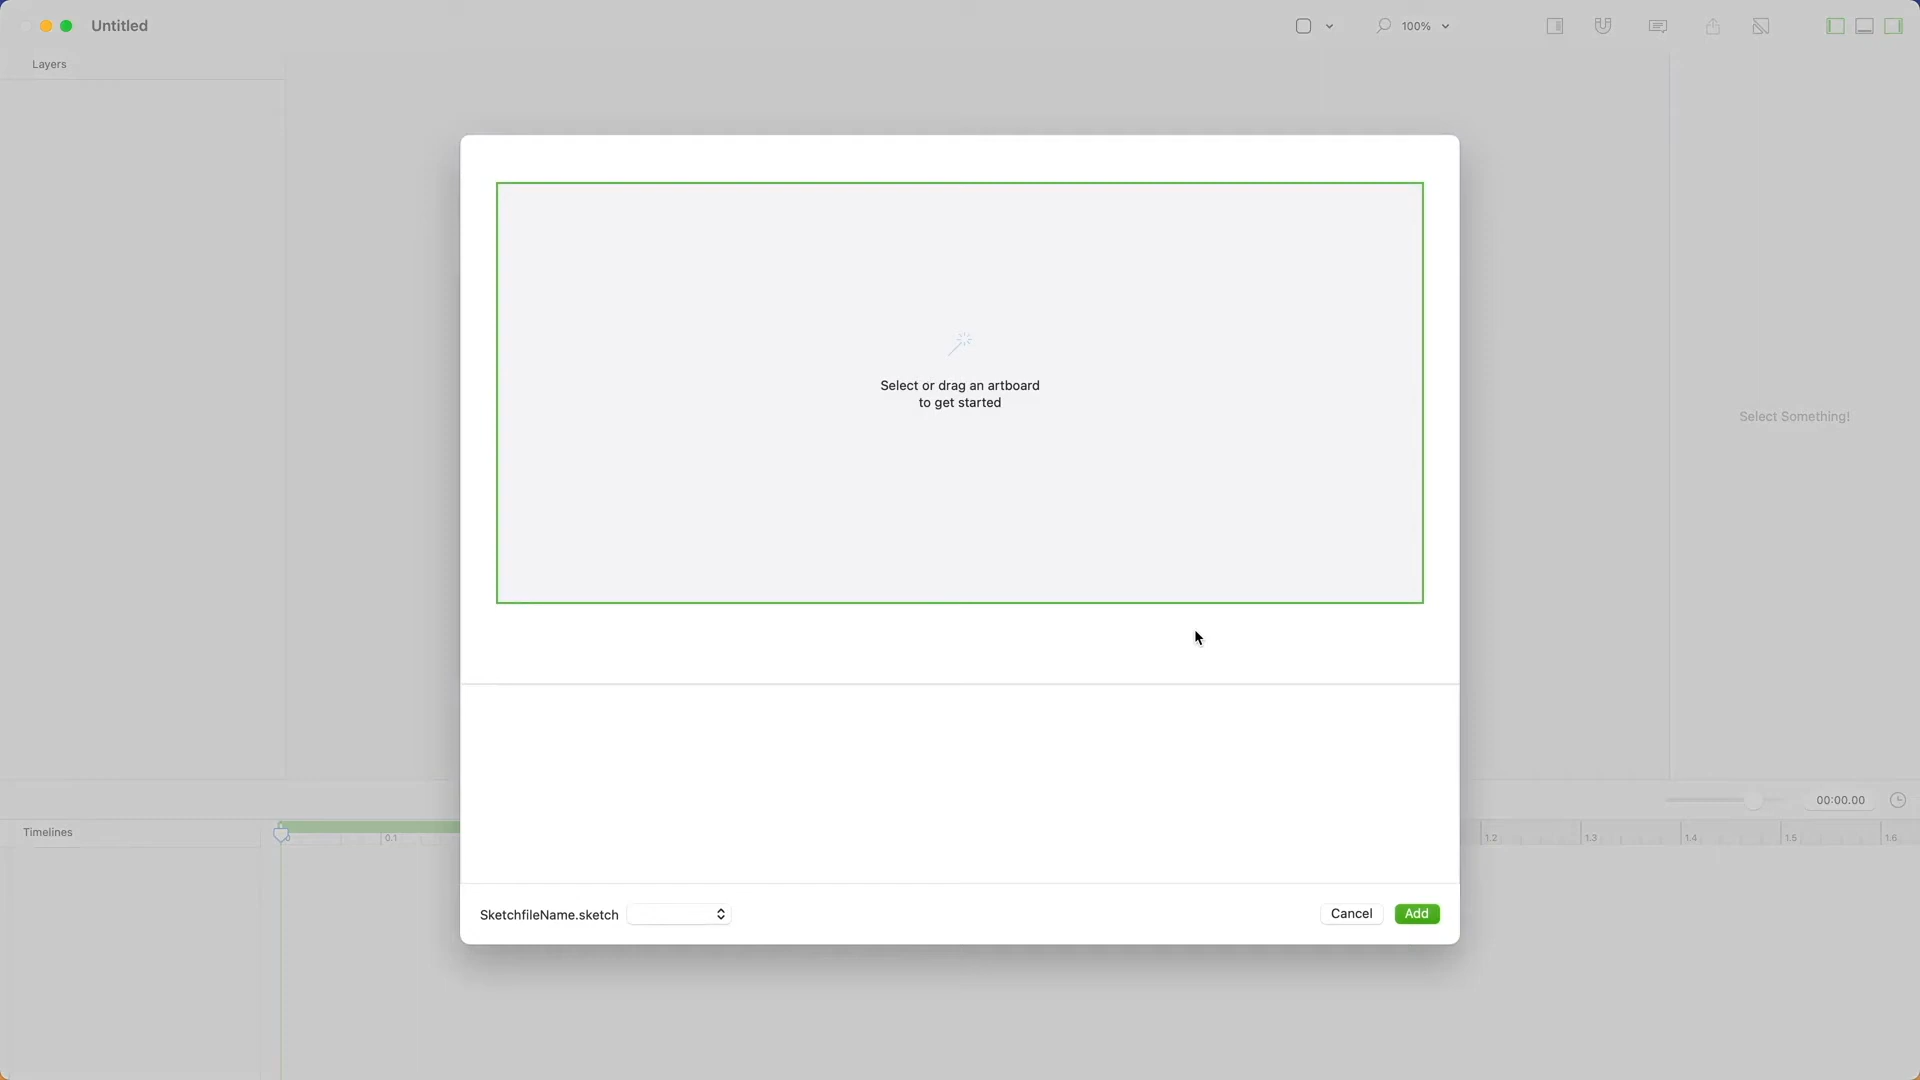 Untitled
100%
Layers
Select or drag an artboard
to get started
Select Something!
00:00.00
Timelines
0
0.1
1.2
1.3
1.4
1.5
1.6
SketchfileName.sketch
Cancel
Add